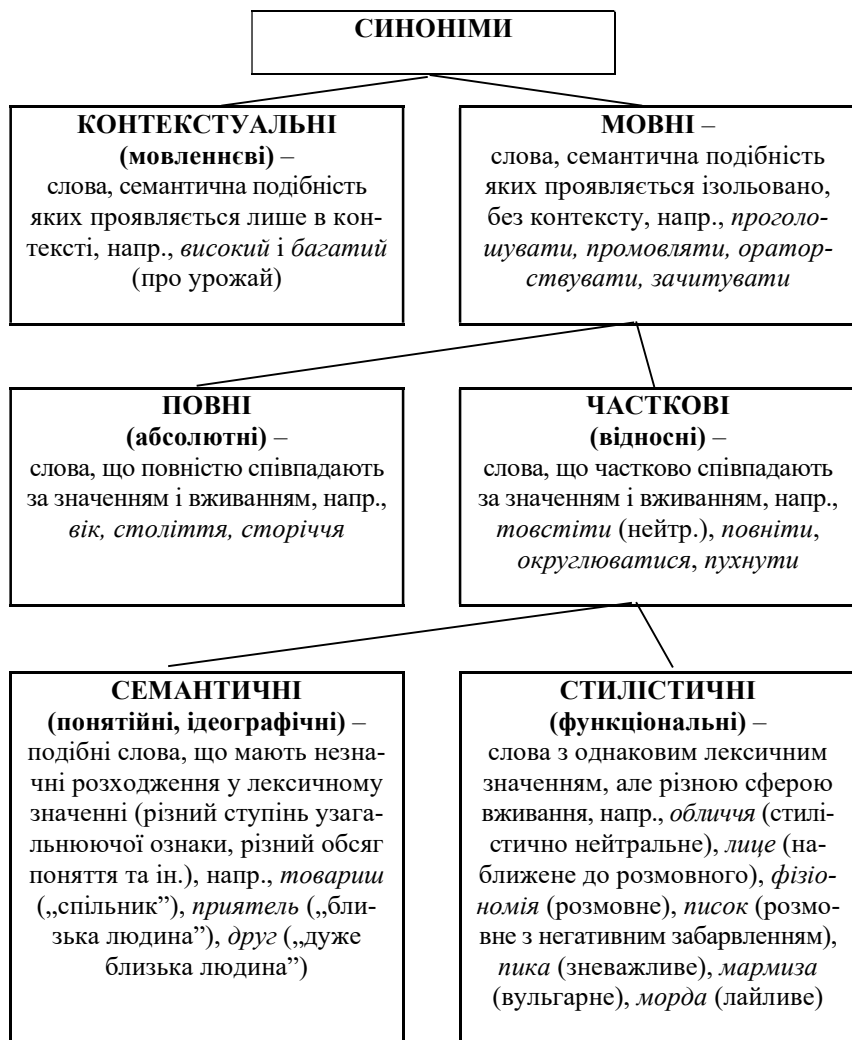 СИНОНІМИ
КОНТЕКСТУАЛЬНІ
(мовленнєві) –
слова, семантична подібність
яких проявляється лише в кон-
тексті, напр., високий і багатий
(про урожай)
МОВНІ –
слова, семантична подібність
яких проявляється ізольовано,
без контексту, напр., проголо-
шувати, промовляти, оратор-
ствувати, зачитувати
ПОВНІ
(абсолютні) –
слова, що повністю співпадають
за значенням і вживанням, напр.,
вік, століття, сторіччя
ЧАСТКОВІ
(відносні) –
слова, що частково співпадають
за значенням і вживанням, напр.,
товстіти (нейтр.), повніти,
округлюватися, пухнути
СЕМАНТИЧНІ
(понятійні, ідеографічні) –
подібні слова, що мають незна-
чні розходження у лексичному
значенні (різний ступінь узага-
льнюючої ознаки, різний обсяг
поняття та ін.), напр., товариш
(„спільник”), приятель („бли-
зька людина”), друг („дуже
близька людина”)
СТИЛІСТИЧНІ
(функціональні) –
слова з однаковим лексичним
значенням, але різною сферою
вживання, напр., обличчя (стилі-
стично нейтральне), лице (на-
ближене до розмовного), фізіо-
номія (розмовне), писок (розмо-
вне з негативним забарвленням),
пика (зневажливе), мармиза
(вульгарне), морда (лайливе)